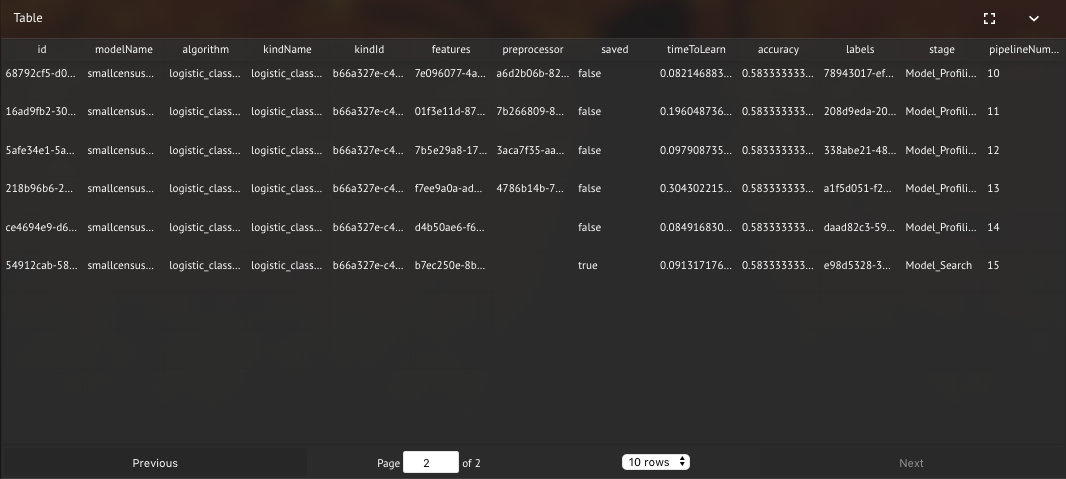 Table
id modelName algorithm kindName kindId features preprocessor saved timeToLearn accuracy labels stage pipelineNum...
68792cf5-d0... smallcensus... logistic_class... logistic_class... b66a327e-c4... 7e096077-4a... a6d2b06b-82... false 0.082146883... 0.583333333... 78943017-ef... Model_Profili... 10
16ad9fb2-30... smallcensus... logistic_class... logistic_class... b66a327e-c4... 01f3e11d-87... 7b266809-8... false 0.196048736... 0.583333333... 208d9eda-20... Model_Profili... 11
5afe34e1-5a... smallcensus... logistic_class... logistic_class... b66a327e-c4... 7b5e29a8-17... 3aca7f35-aa... false 0.097908735... 0.583333333... 338abe21-48... Model_Profili... 12
218b96b6-2... smallcensus... logistic_class... logistic_class... b66a327e-c4... f7ee9a0a-ad... 4786b14b-7... false 0.304302215... 0.583333333... a1f5d051-f2... Model_Profili... 13
ce4694e9-d6... smallcensus... logistic_class... logistic_class... b66a327e-c4... d4b50ae6-f6... false 0.084916830... 0.583333333... daad82c3-59... Model_Profili... 14
54912cab-58... smallcensus... logistic_class... logistic_class... b66a327e-c4... b7ec250e-8b... true 0.091317176... 0.583333333... e98d5328-3... Model_Search 15
Previous Page 2 of 2 10 rows Next